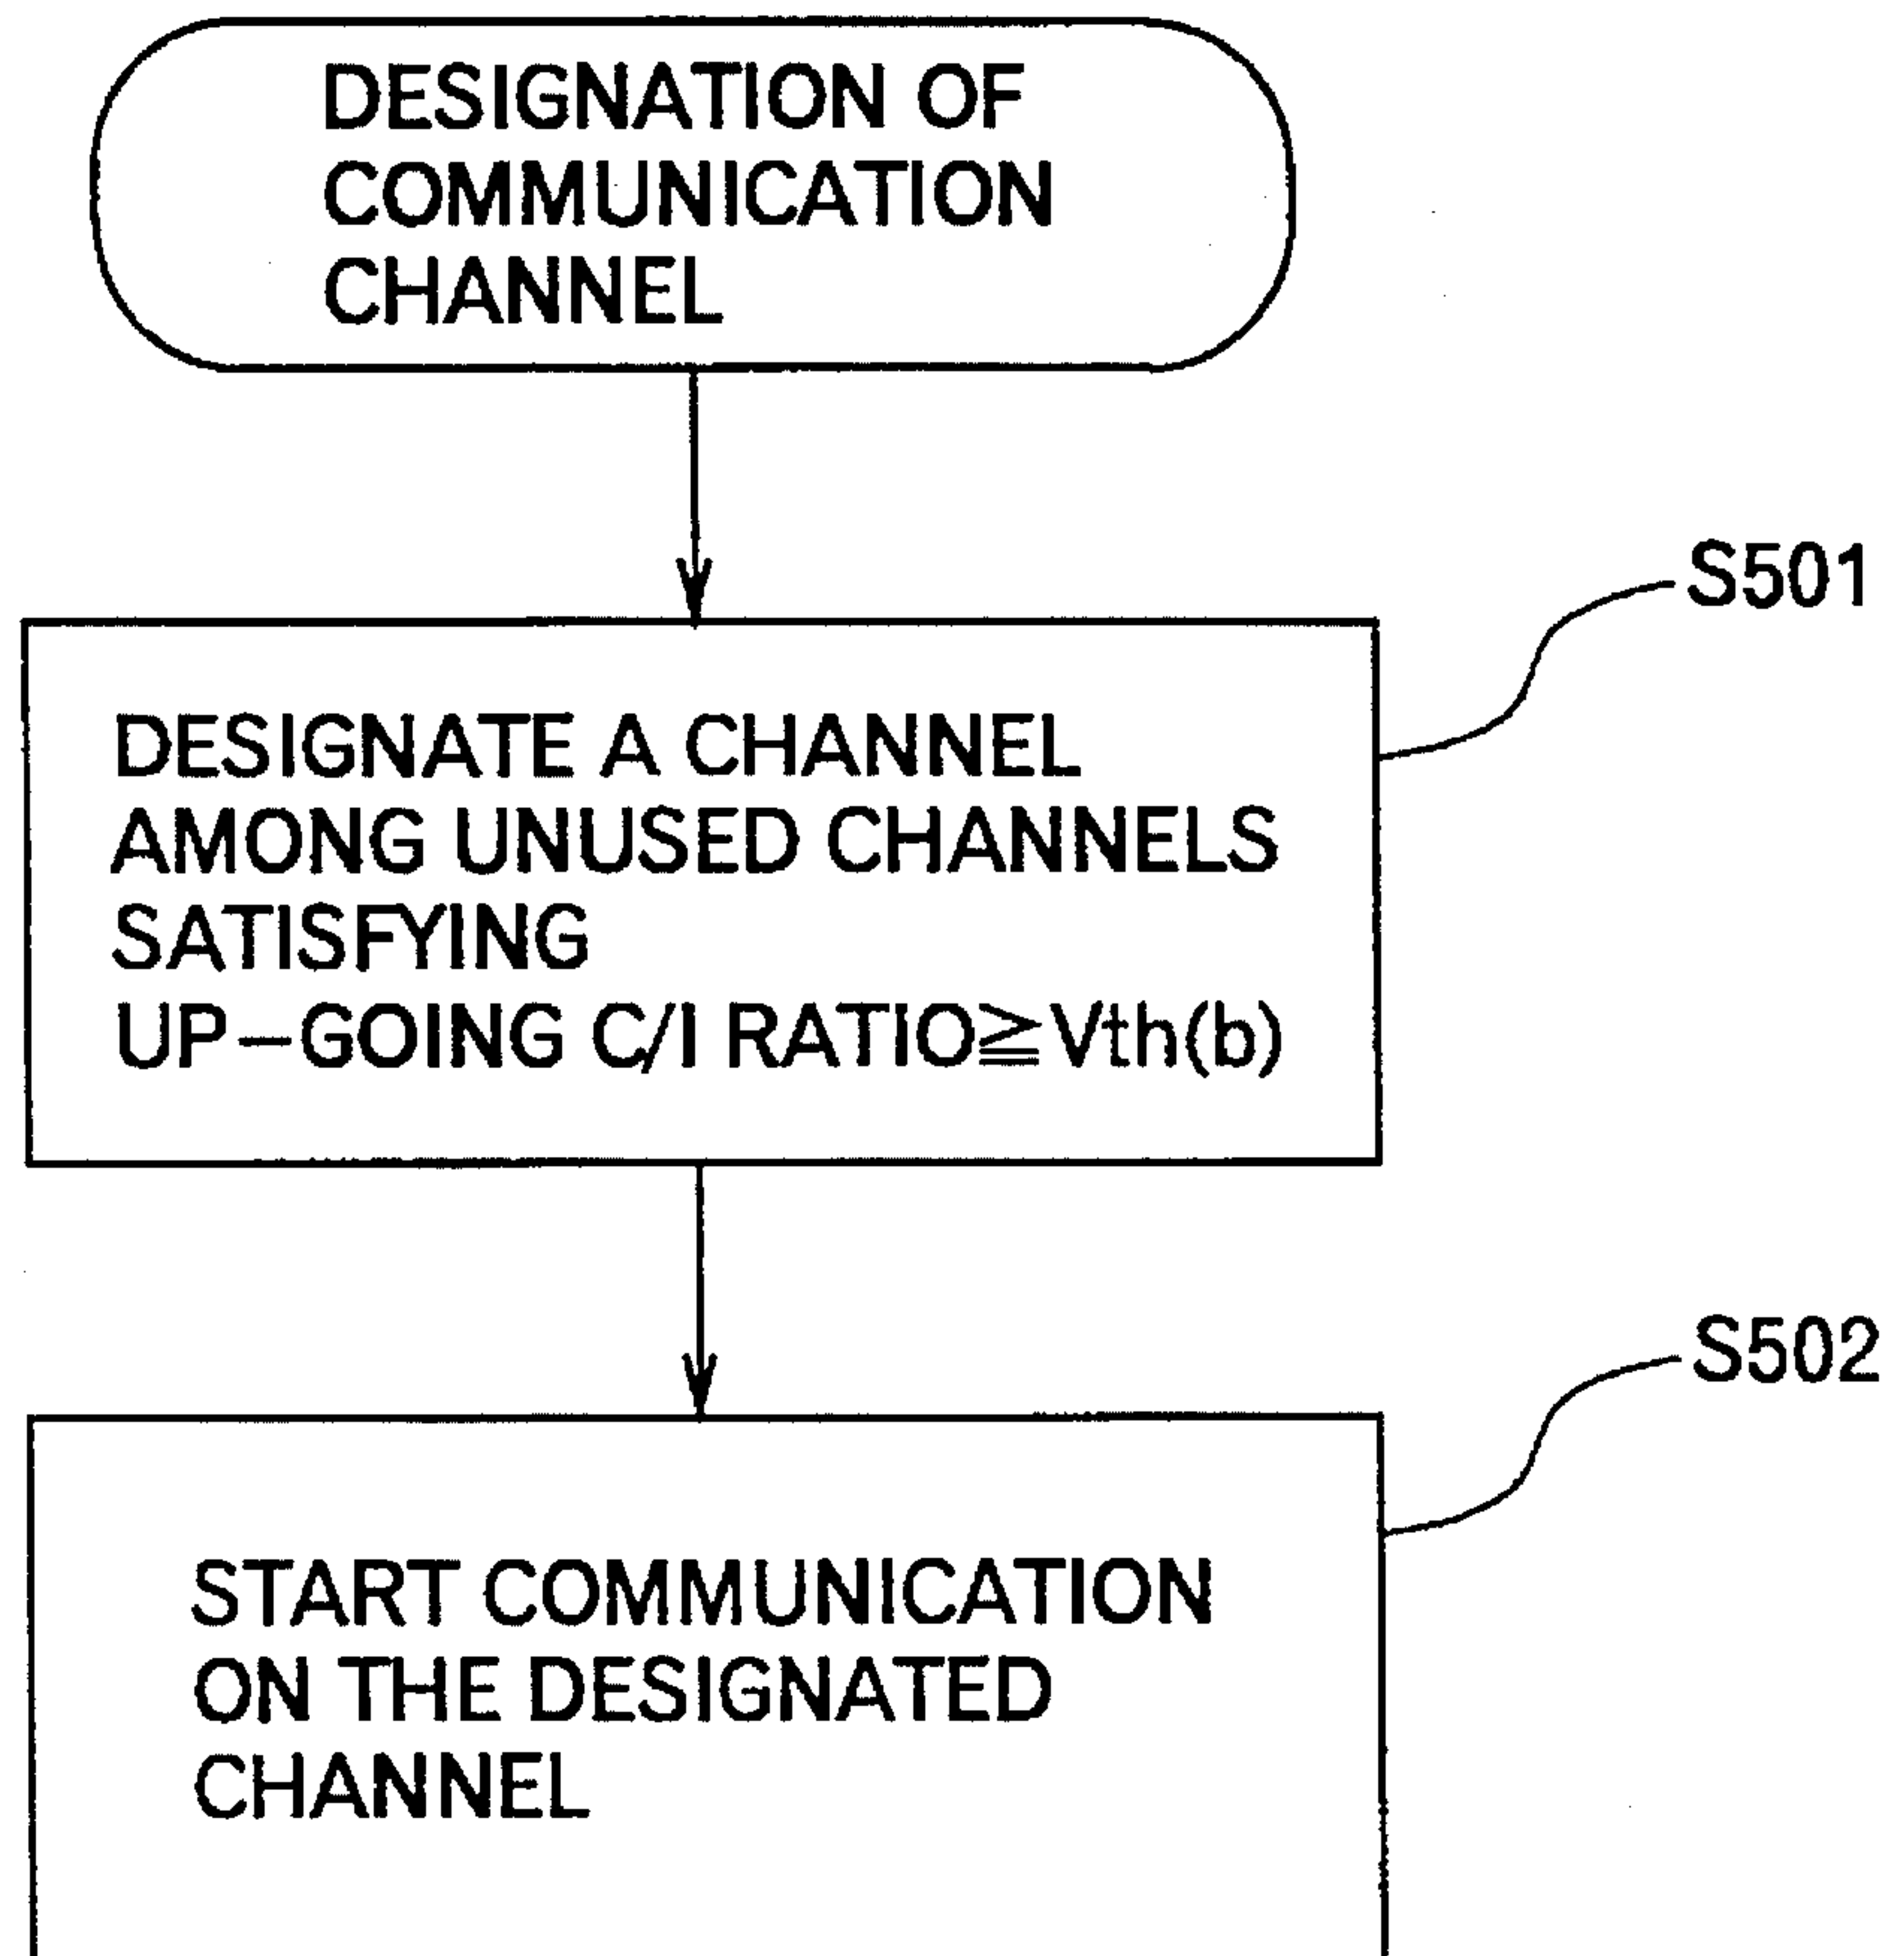 DESIGNATION OF
COMMUNICATION
CHANNEL
S501
DESIGNATE A CHANNEL
AMONG UNUSED CHANNELS
SATISFYING
UP-GOING C/I RATIO≧Vth(b)
S502
START COMMUNICATION
ON THE DESIGNATED
CHANNEL